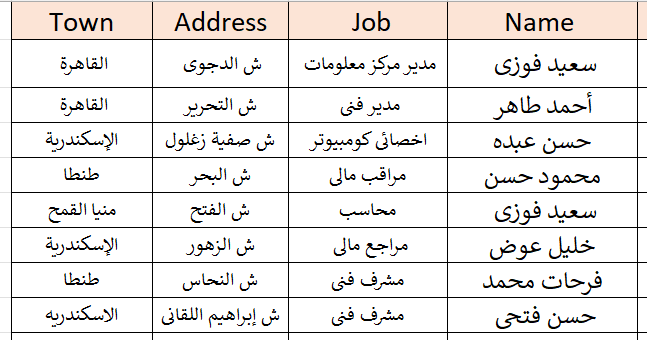 Name Job Address Town
سعيد فوزى مدير مركز معلومات ش الدجوى القاهرة
أحمد طاهر مدير فنى ش التحرير القاهرة
حسن عبده اخصائى كومبيوتر ش صفية زغلول الإسكندرية
محمود حسن مراقب مالى ش البحر طنطا
سعيد فوزى محاسب ش الفتح منيا القمح
خليل عوض مراجع مالى ش الزهور الإسكندرية
فرحات محمد مشرف فنى ش النحاس طنطا
حسن فتحى مشرف فنى ش إبراهيم اللقانى الاسكندريه